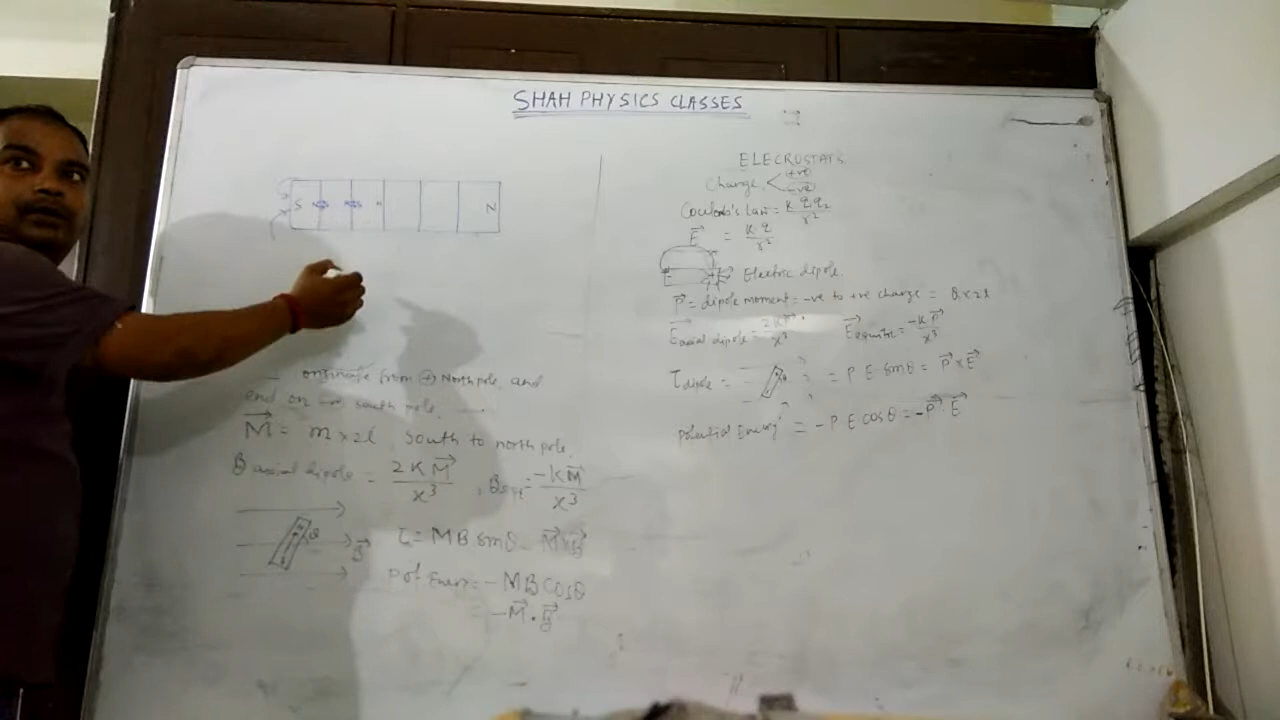 SHAH PHYSICS CLASSES
S N S N S N
originate from + North pole, and
end on -ve south pole.
M = m×2l, South to north pole.
B axial dipole = 2KM/x³, = -KM/x³
θ B τ = MB sinθ = M×B
Pot Energy = -MB cosθ
= -M·B
ELECROSTATS
Charge < +ve -ve
Coulomb's law = K q₁q₂/r²
E = K q/r²
- + Electric dipole.
P = dipole moment = -ve to +ve charge = Q×2l
E axial dipole = 2KP/x³ E = -KP/x³
τ dipole = θ = P E sinθ = P×E
Potential Energy = -P E cosθ = -P·E